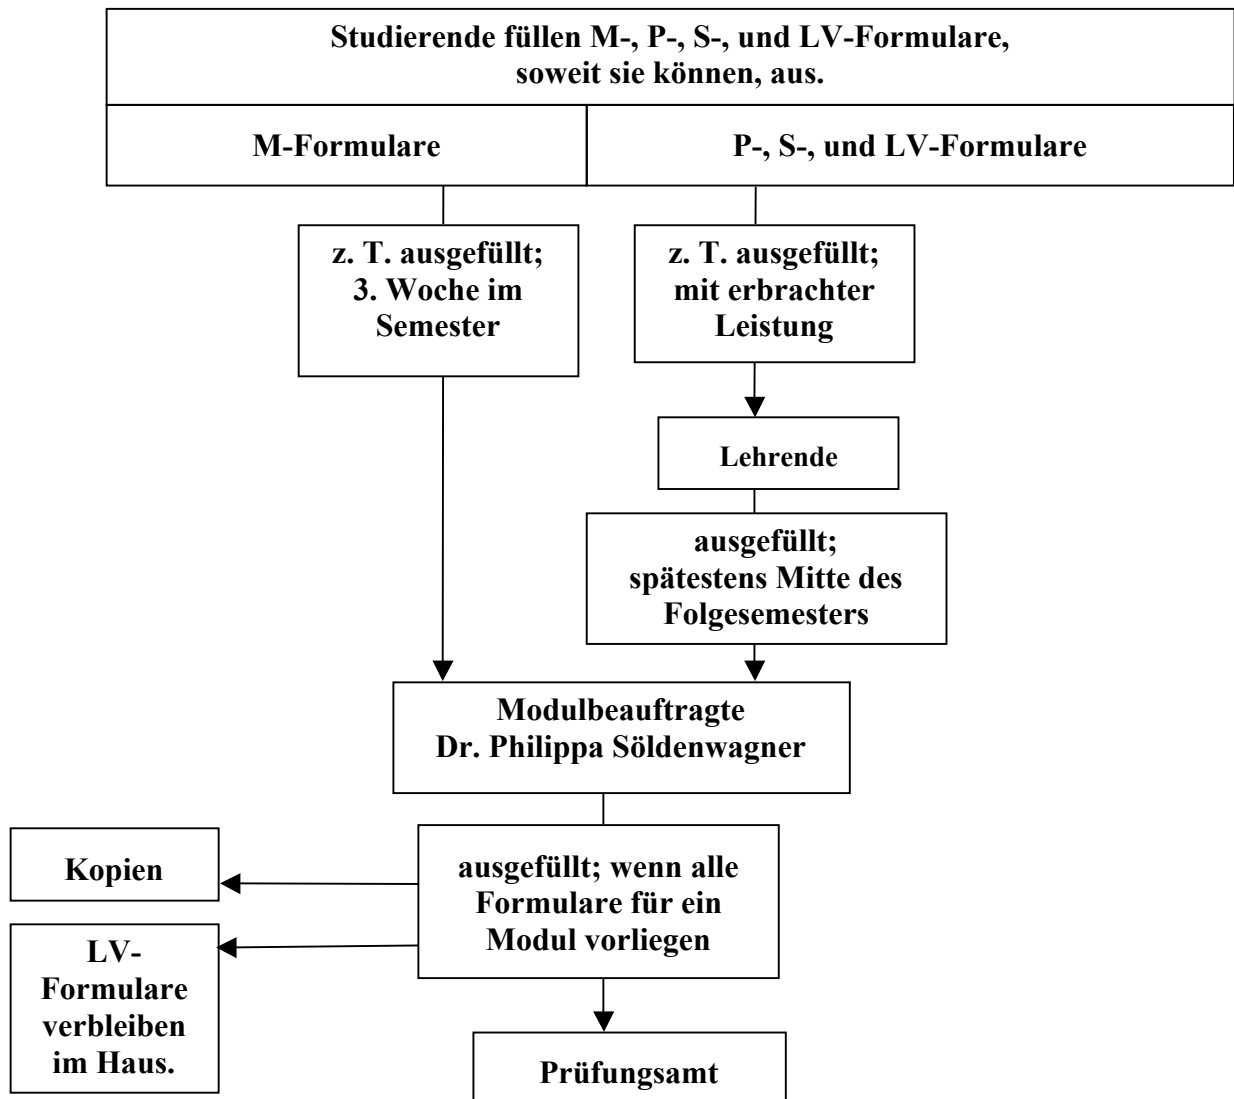 Studierende füllen M-, P-, S-, und LV-Formulare,
soweit sie können, aus.
M-Formulare
P-, S-, und LV-Formulare
z. T. ausgefüllt;
3. Woche im
Semester
z. T. ausgefüllt;
mit erbrachter
Leistung
Lehrende
ausgefüllt;
spätestens Mitte des
Folgesemesters
Modulbeauftragte
Dr. Philippa Söldenwagner
Kopien
ausgefüllt; wenn alle
Formulare für ein
Modul vorliegen
LV-
Formulare
verbleiben
im Haus.
Prüfungsamt